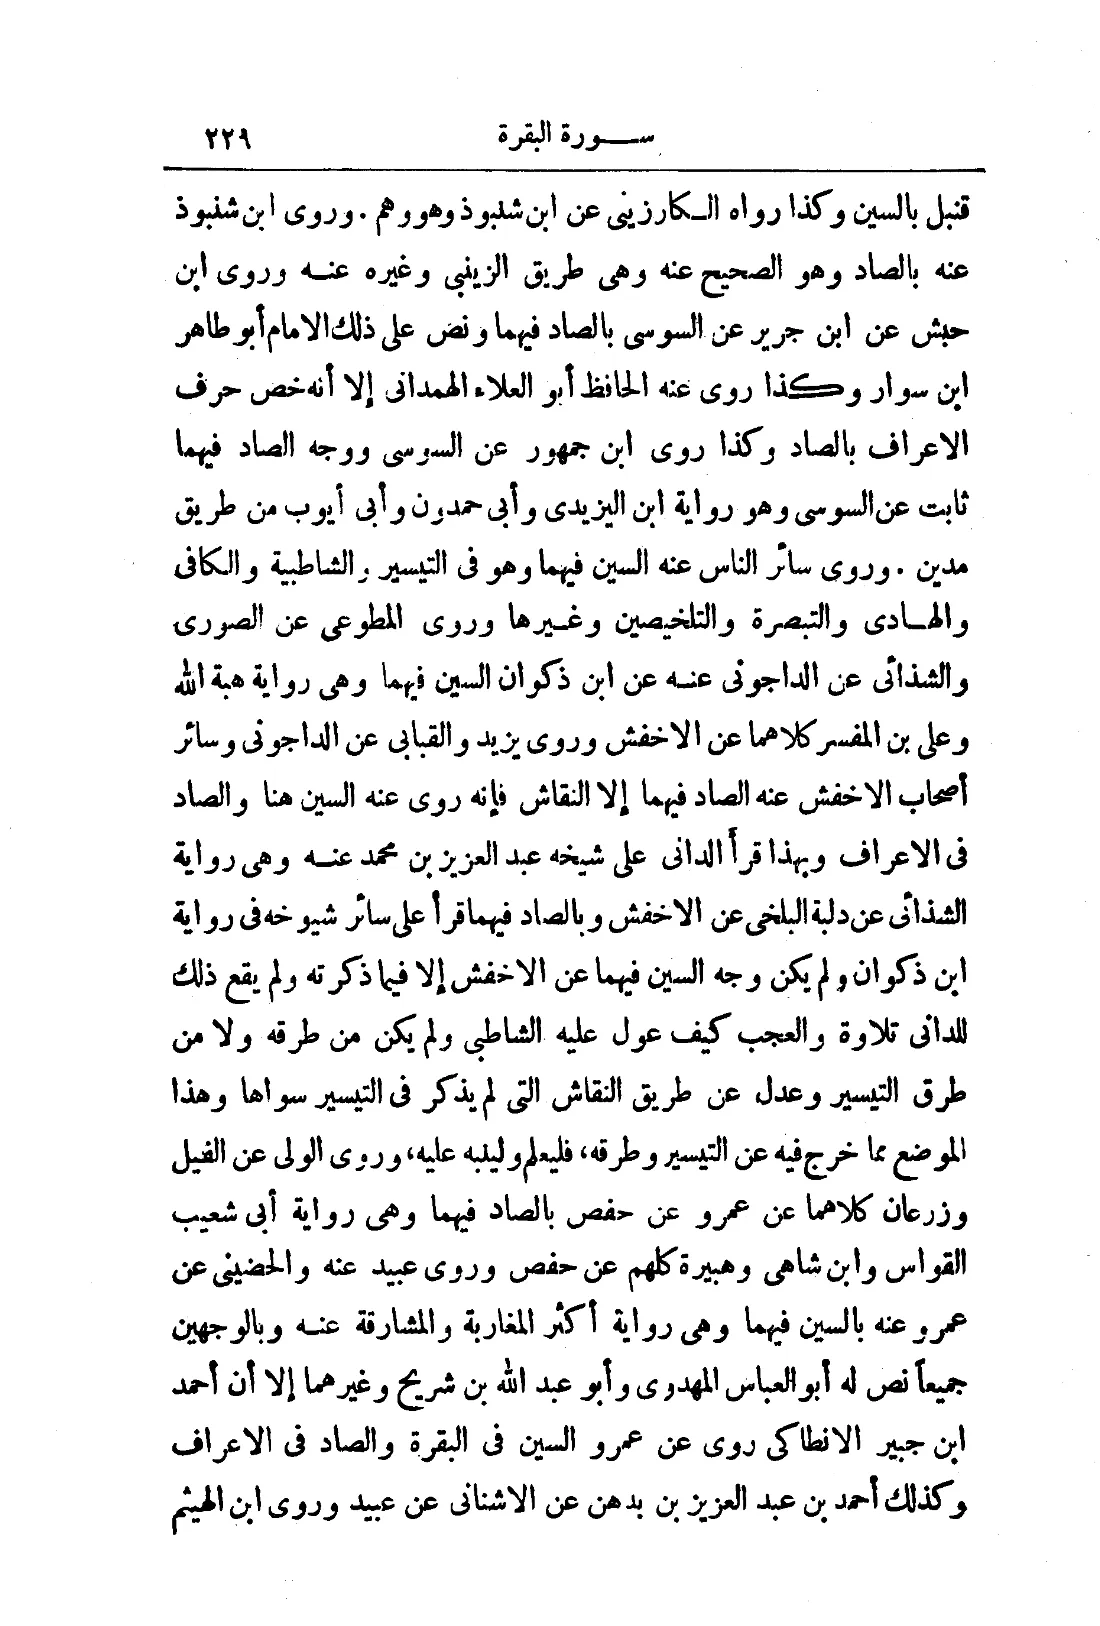 ســـورة البقرة ٢٢٩
قنبل بالسين وكذا رواه الكارزينى عن ابن شنبوذ وهو وهم . وروى ابن شنبوذ
عنه بالصاد وهو الصحيح عنه وهى طريق الزينبى وغيره عنه وروى ابن
حبش عن ابن جرير عن السوسى بالصاد فيهما ونص على ذلك الامام أبو طاهر
ابن سوار وكذا روى عنه الحافظ أبو العلاء الهمدانى إلا أنه خص حرف
الاعراف بالصاد وكذا روى ابن جمهور عن السوسى ووجه الصاد فيهما
ثابت عن السوسى وهو رواية ابن اليزيدى وأبى حمدون وأبى أيوب من طريق
مدين . وروى سائر الناس عنه السين فيهما وهو فى التيسير والشاطبية والكافى
والهـادى والتبصرة والتلخيصين وغيرها وروى المطوعى عن الصورى
والشذائى عن الداجونى عنه عن ابن ذكوان السين فيهما وهى رواية هبة الله
وعلى بن المفسر كلاهما عن الاخفش وروى يزيد والقبابى عن الداجونى وسائر
أصحاب الاخفش عنه الصاد فيهما إلا النقاش فإنه روى عنه السين هنا والصاد
فى الاعراف وبهذا قرأ الدانى على شيخه عبد العزيز بن محمد عنه وهى رواية
الشذائى عن دلبة البلخى عن الاخفش وبالصاد فيهما قرأ على سائر شيوخه فى رواية
ابن ذكوان ولم يكن وجه السين فيهما عن الاخفش إلا فيما ذكرته ولم يقع ذلك
للدانى تلاوة والعجب كيف عول عليه الشاطبى ولم يكن من طرقه ولا من
طرق التيسير وعدل عن طريق النقاش التى لم يذكر فى التيسير سواها وهذا
الموضع مما خرج فيه عن التيسير وطرقه، فليعلم ولينبه عليه، وروى الولى عن الفيل
وزرعان كلاهما عن عمرو عن حفص بالصاد فيهما وهى رواية أبى شعيب
القواس وابن شاهى وهبيرة كلهم عن حفص وروى عبيد عنه والحضينى عن
عمرو عنه بالسين فيهما وهى رواية أكثر المغاربة والمشارقة عنه وبالوجهين
جميعاً نص له أبو العباس المهدوى وأبو عبد الله بن شريح وغيرهما إلا أن أحمد
ابن جبير الانطاكى روى عن عمرو السين فى البقرة والصاد فى الاعراف
وكذلك أحمد بن عبد العزيز بن بدهن عن الاشنانى عن عبيد وروى ابن الهيثم